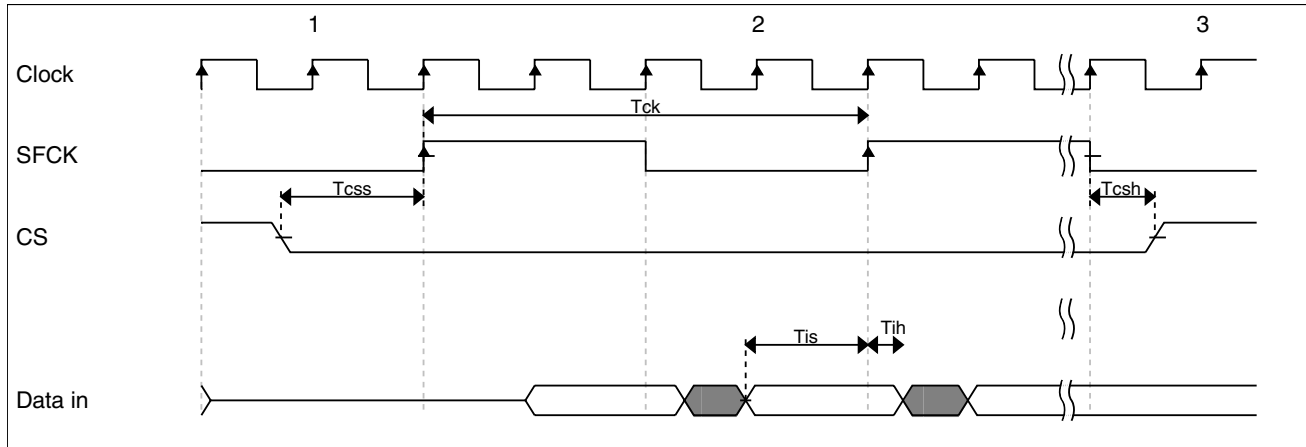 1 2 3
Clock
Tck
SFCK
Tcss Tcsh
CS
Tis Tih
Data in